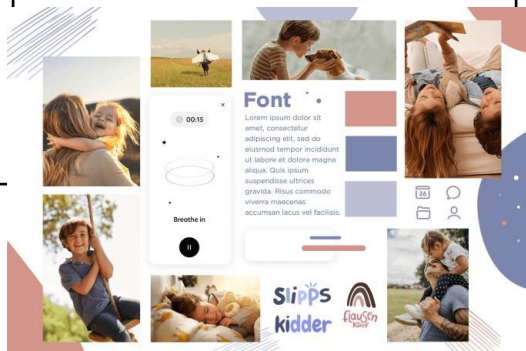 Font
Lorem ipsum dolor sit
amet, consectetur
adipiscing elit, sed do
eiusmod tempor incididunt
ut labore et dolore magna
aliqua. Quis ipsum
suspendisse ultrices
gravida. Risus commodo
viverra maecenas
accumsan lacus vel facilisis.
00:15
Breathe in
26
Slipps
kidder
flausen
kopf